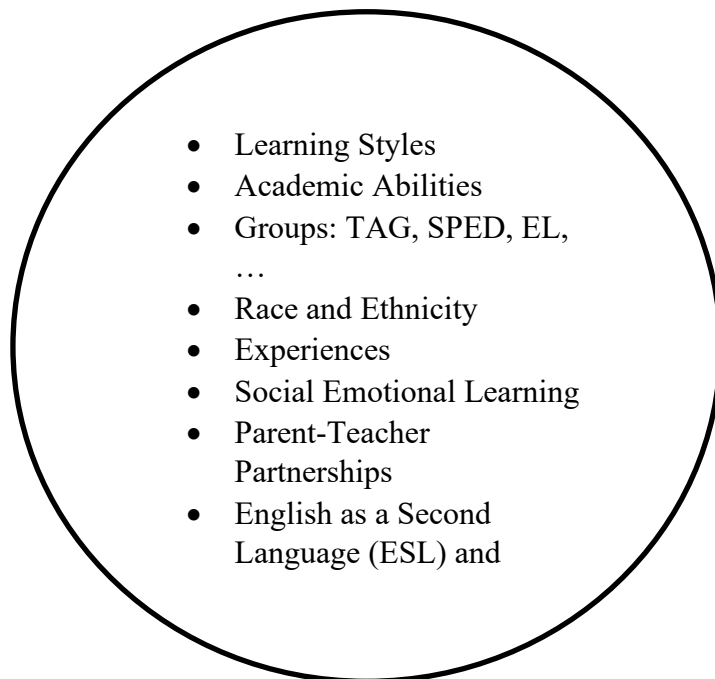 • Learning Styles
• Academic Abilities
• Groups: TAG, SPED, EL,
…
• Race and Ethnicity
• Experiences
• Social Emotional Learning
• Parent-Teacher
Partnerships
• English as a Second
Language (ESL) and